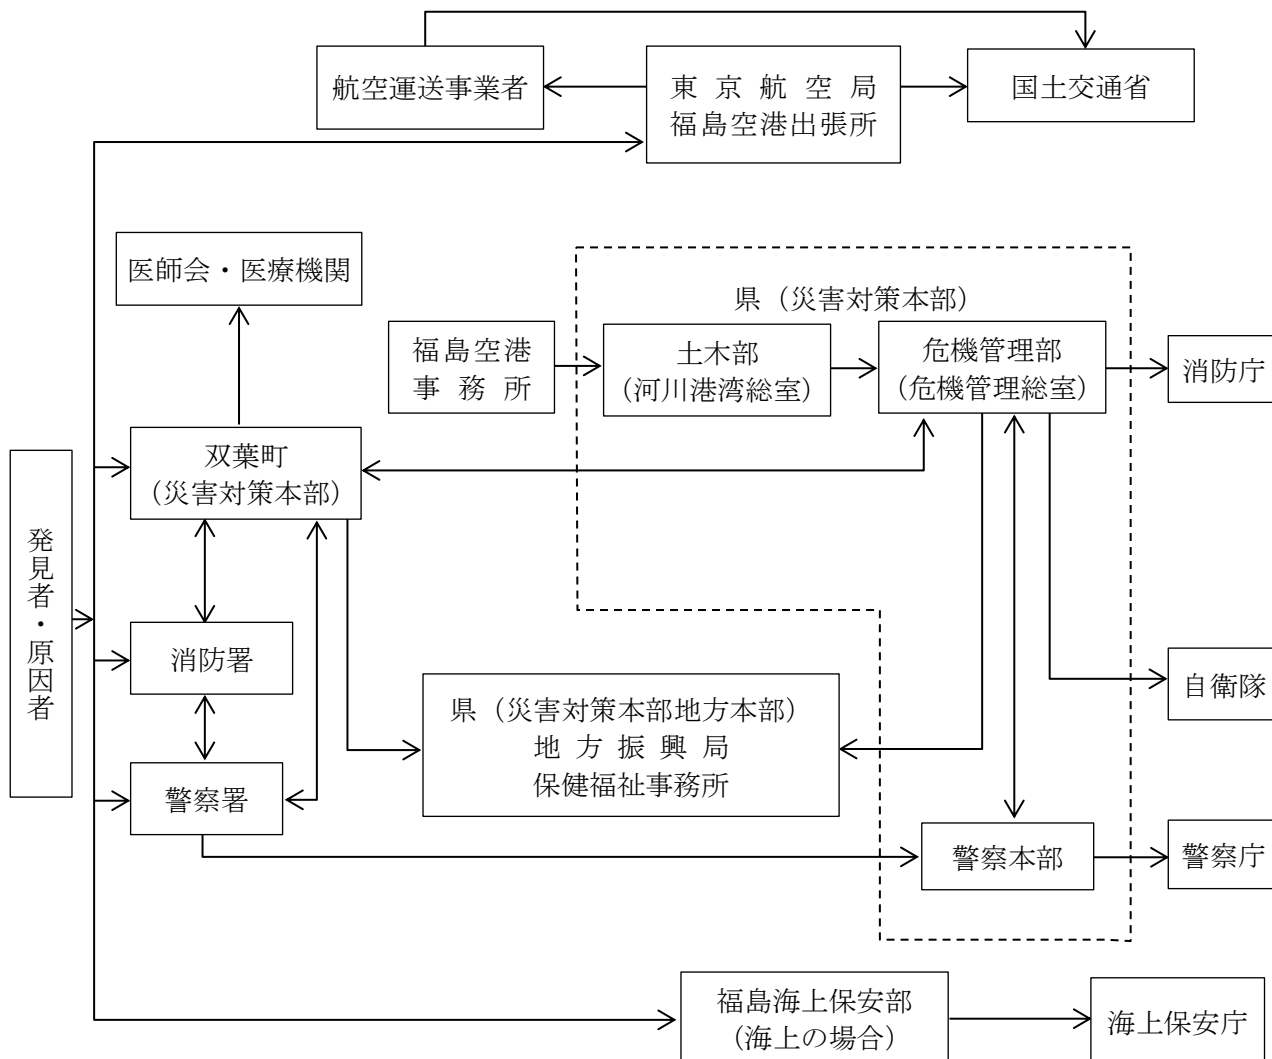 航空運送事業者
東京航空局
福島空港出張所
国土交通省
医師会・医療機関
県（災害対策本部）
福島空港
事務所
土木部
（河川港湾総室）
危機管理部
（危機管理総室）
消防庁
双葉町
（災害対策本部）
発見者・原因者
消防署
県（災害対策本部地方本部）
地方振興局
保健福祉事務所
自衛隊
警察署
警察本部
警察庁
福島海上保安部
（海上の場合）
海上保安庁